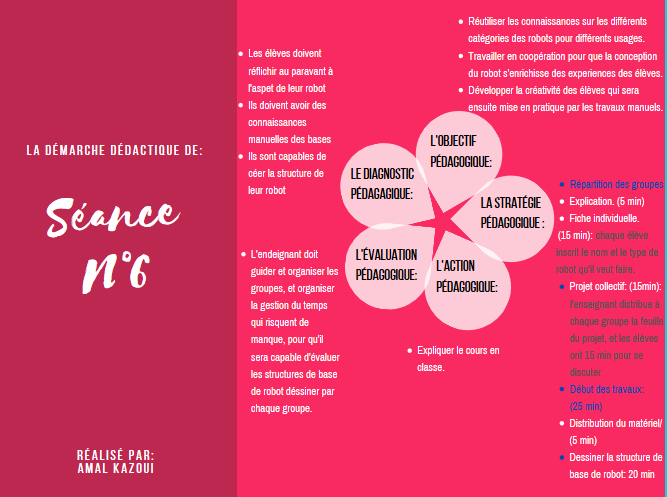 LA DÉMARCHE DÉDACTIQUE DE:
Séance
N°6
RÉALISÉ PAR:
AMAL KAZOUI
Les élèves doivent
réflichir au paravant à
l'aspet de leur robot
Ils doivent avoir des
connaissances
manuelles des bases
Ils sont capables de
céer la structure de
leur robot
Réutiliser les connaissances sur les différents
catégories des robots pour différents usages.
Travailler en coopération pour que la conception
du robot s'enrichisse des experiences des élèves.
Développer la créativité des élèves qui sera
ensuite mise en pratique par les travaux manuels.
L'OBJECTIF
PÉDAGOGIQUE:
LE DIAGNOSTIC
PÉDAGAGIQUE:
LA STRATÉGIE
PÉDAGOGIQUE :
L'ÉVALUATION
PÉDAGOGIQUE:
L'ACTION
PÉDAGOGIQUE:
Répartition des groupes
Explication. (5 min)
Fiche individuelle.
(15 min): chaque élève
inscrit le nom et le type de
robot qu'il veut faire.
Projet collectif: (15min):
l'enseignant distribue à
chaque groupe la feuille
du projet, et les élèves
ont 15 min pour se
discuter
Début des travaux:
(25 min)
Distribution du matériel/
(5 min)
Dessiner la structure de
base de robot: 20 min
L'endeignant doit
guider et organiser les
groupes, et organiser
la gestion du temps
qui risquent de
manque, pour qu'il
sera capable d'évaluer
les structures de base
de robot déssiner par
chaque groupe.
Expliquer le cours en
classe.